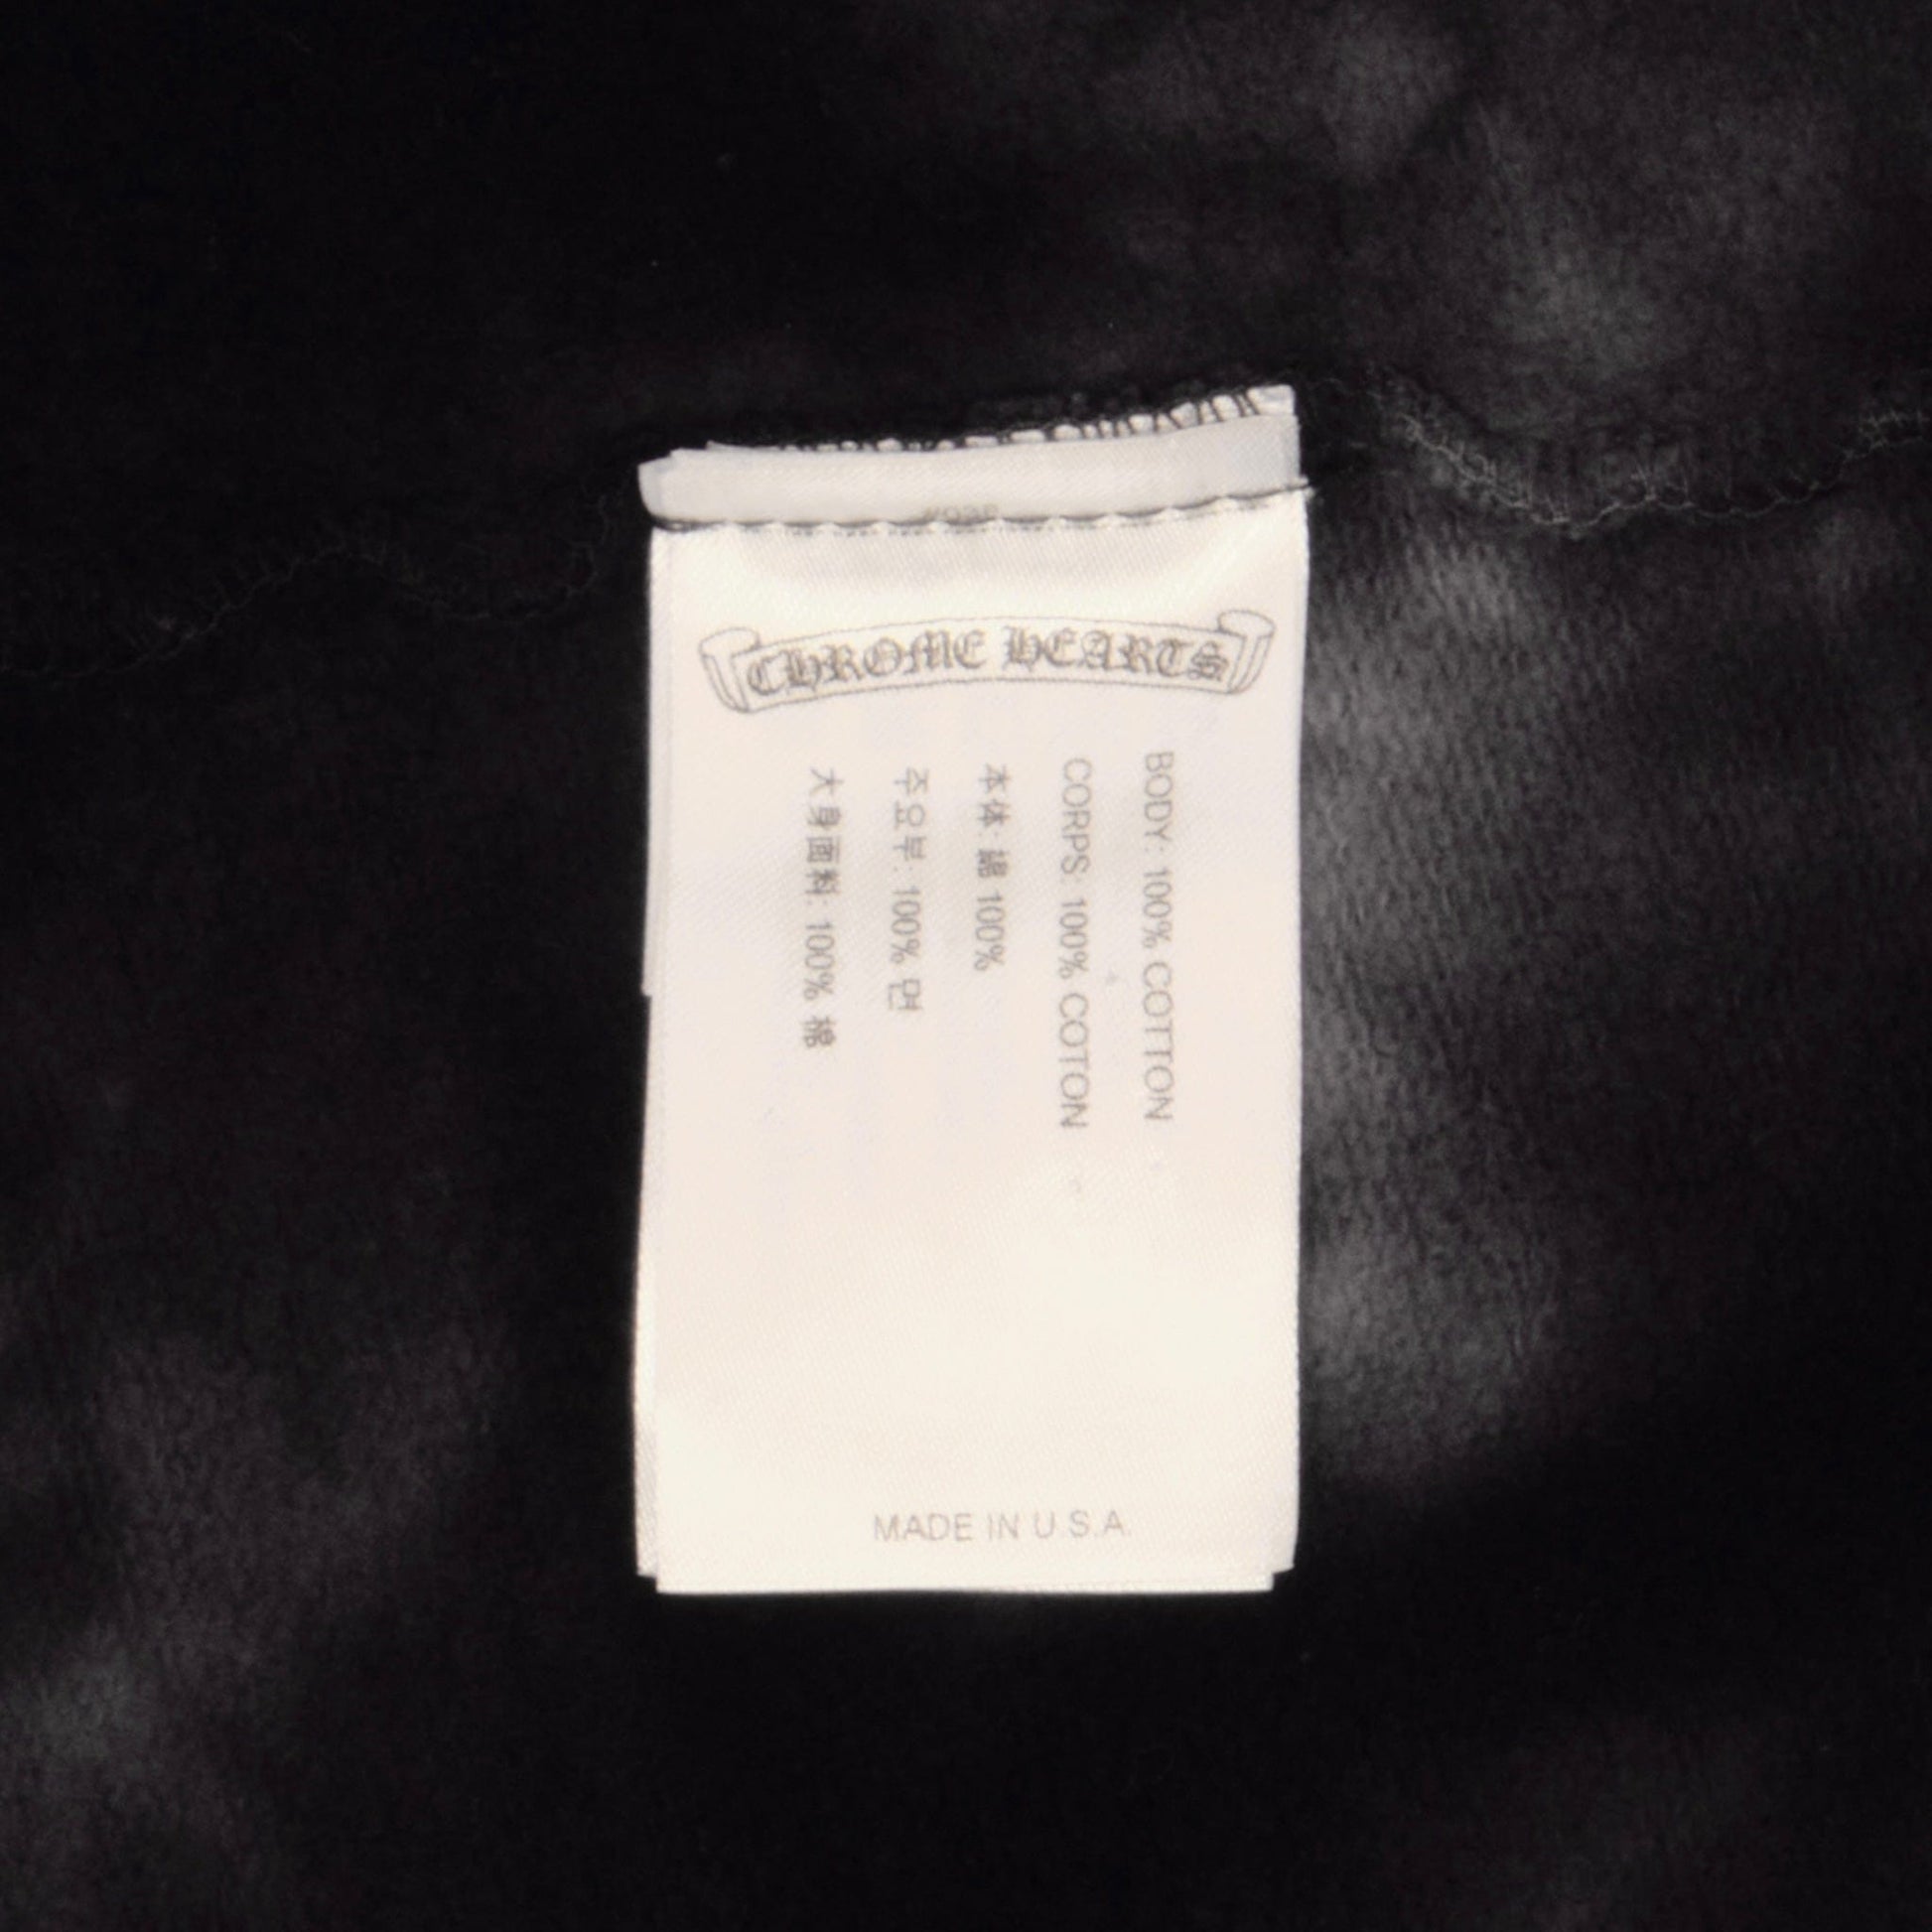 CHROME HEARTS
BODY: 100% COTTON
CORPS: 100% COTON
本体: 綿 100%
주요부: 100% 면
大身面料: 100% 棉
MADE IN U.S.A.